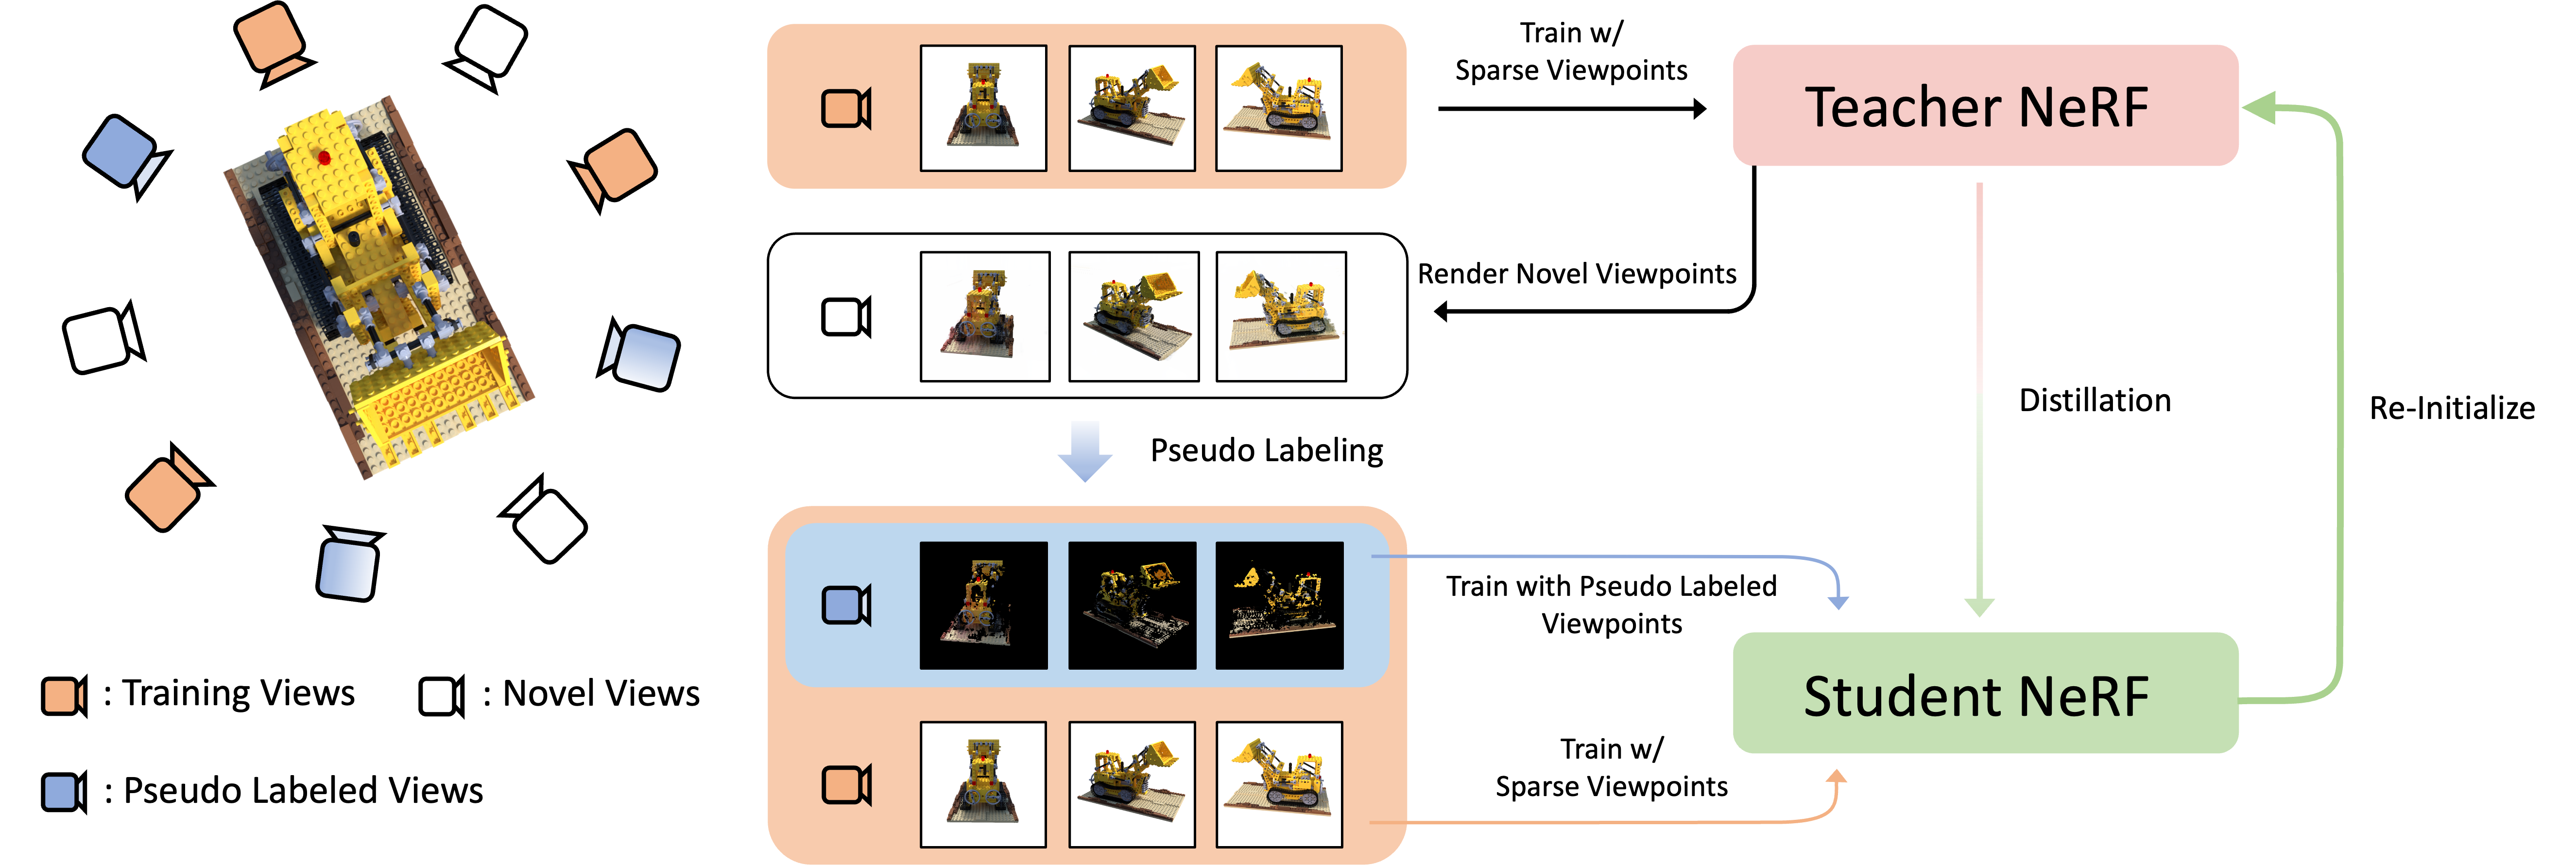 Train w/
Sparse Viewpoints
Teacher NeRF
Render Novel Viewpoints
Distillation
Re-Initialize
Pseudo Labeling
Train with Pseudo Labeled
Viewpoints
Student NeRF
Train w/
Sparse Viewpoints
: Training Views
: Novel Views
: Pseudo Labeled Views